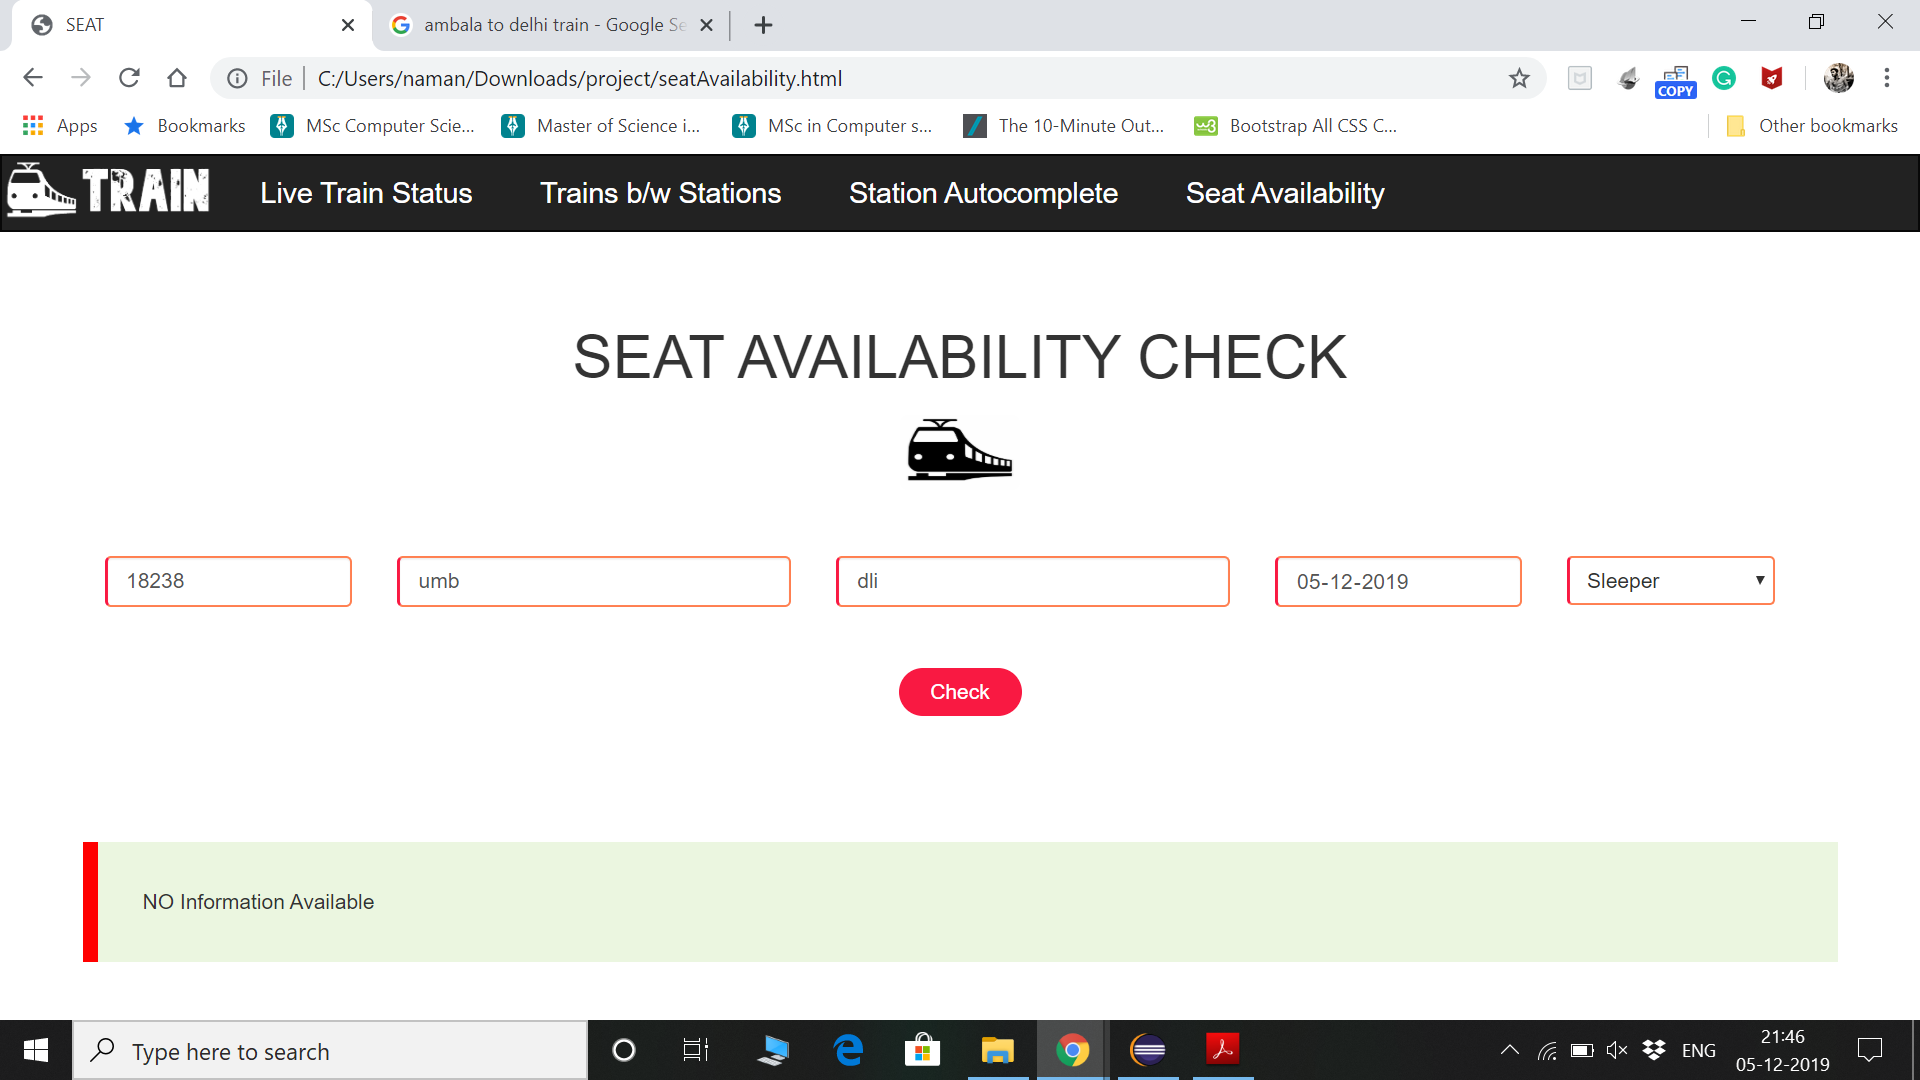 SEAT
ambala to delhi train - Google Se
File
C:/Users/naman/Downloads/project/seatAvailability.html
COPY
Apps
Bookmarks
MSc Computer Scie...
Master of Science i...
MSc in Computer s...
The 10-Minute Out...
Bootstrap All CSS C...
Other bookmarks
TRAIN
Live Train Status
Trains b/w Stations
Station Autocomplete
Seat Availability
SEAT AVAILABILITY CHECK
18238
umb
dli
05-12-2019
Sleeper
Check
NO Information Available
Type here to search
ENG
21:46
05-12-2019